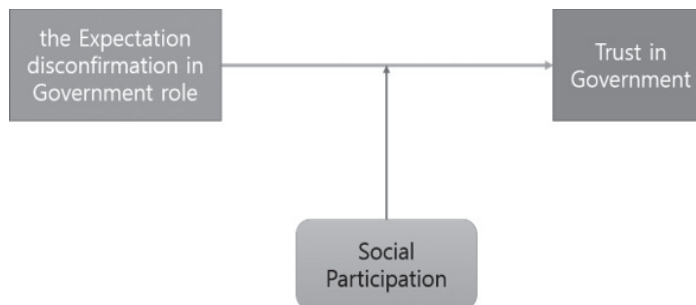 the Expectation
disconfirmation in
Government role
Trust in
Government
Social
Participation